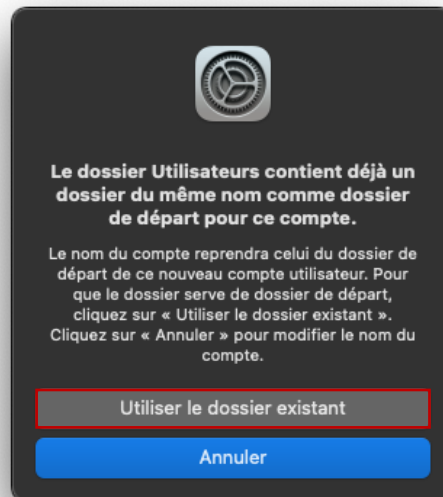 Le dossier Utilisateurs contient déjà un
dossier du même nom comme dossier
de départ pour ce compte.
Le nom du compte reprendra celui du dossier de
départ de ce nouveau compte utilisateur. Pour
que le dossier serve de dossier de départ,
cliquez sur « Utiliser le dossier existant ».
Cliquez sur « Annuler » pour modifier le nom du
compte.
Utiliser le dossier existant
Annuler